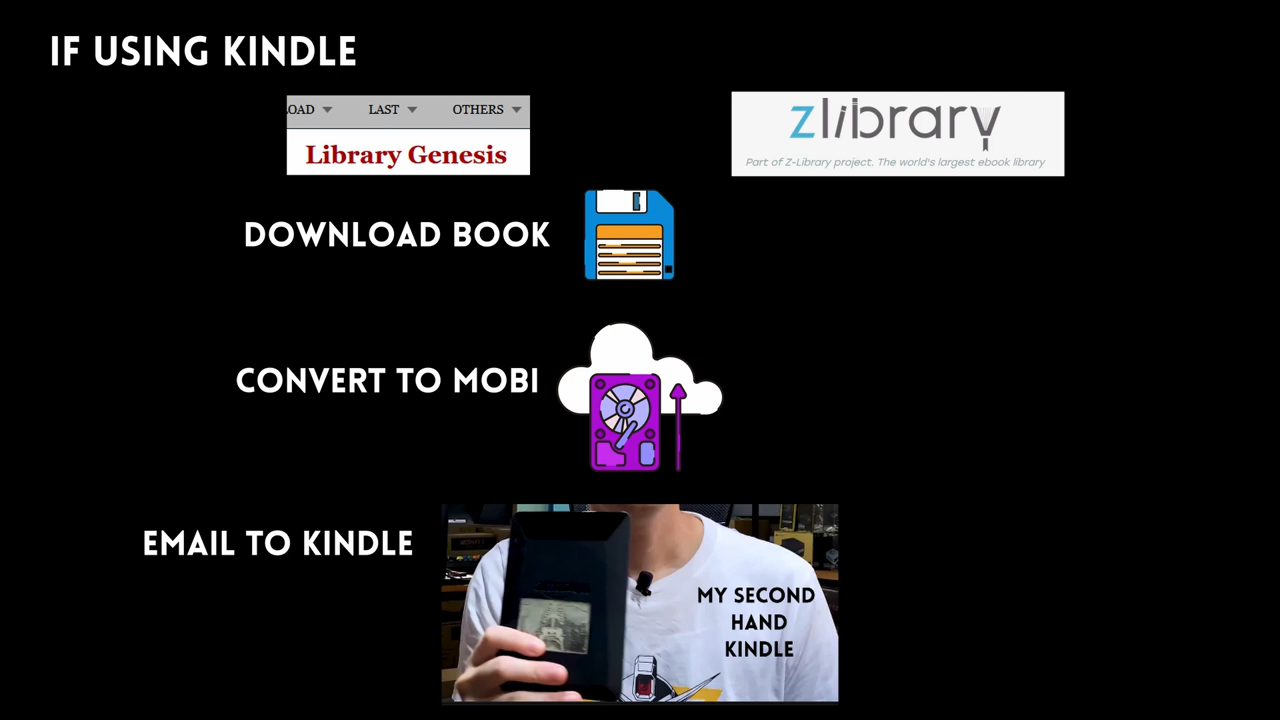 IF USING KINDLE
LOAD LAST OTHERS
Library Genesis
zlibrary
Part of Z-Library project. The world's largest ebook library
DOWNLOAD BOOK
CONVERT TO MOBI
EMAIL TO KINDLE
MY SECOND
HAND
KINDLE